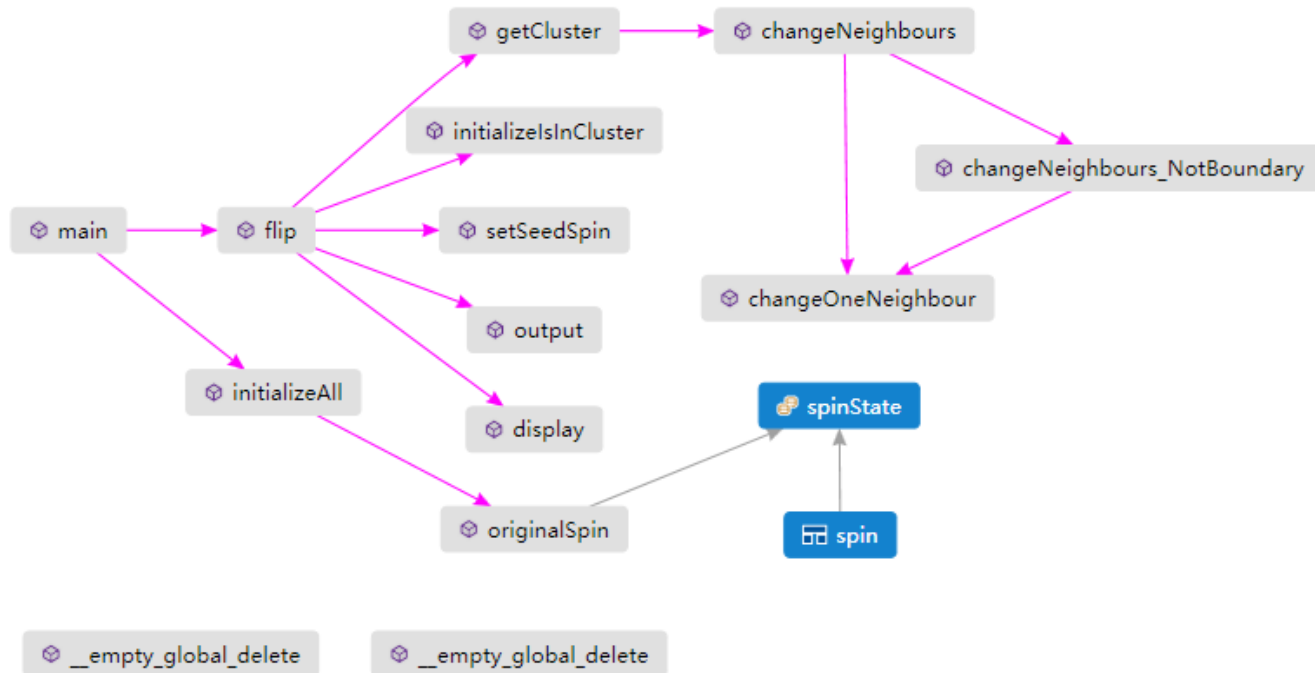 getCluster
changeNeighbours
initializeIsInCluster
changeNeighbours_NotBoundary
main
flip
setSeedSpin
changeOneNeighbour
output
initializeAll
spinState
display
originalSpin
spin
__empty_global_delete
__empty_global_delete